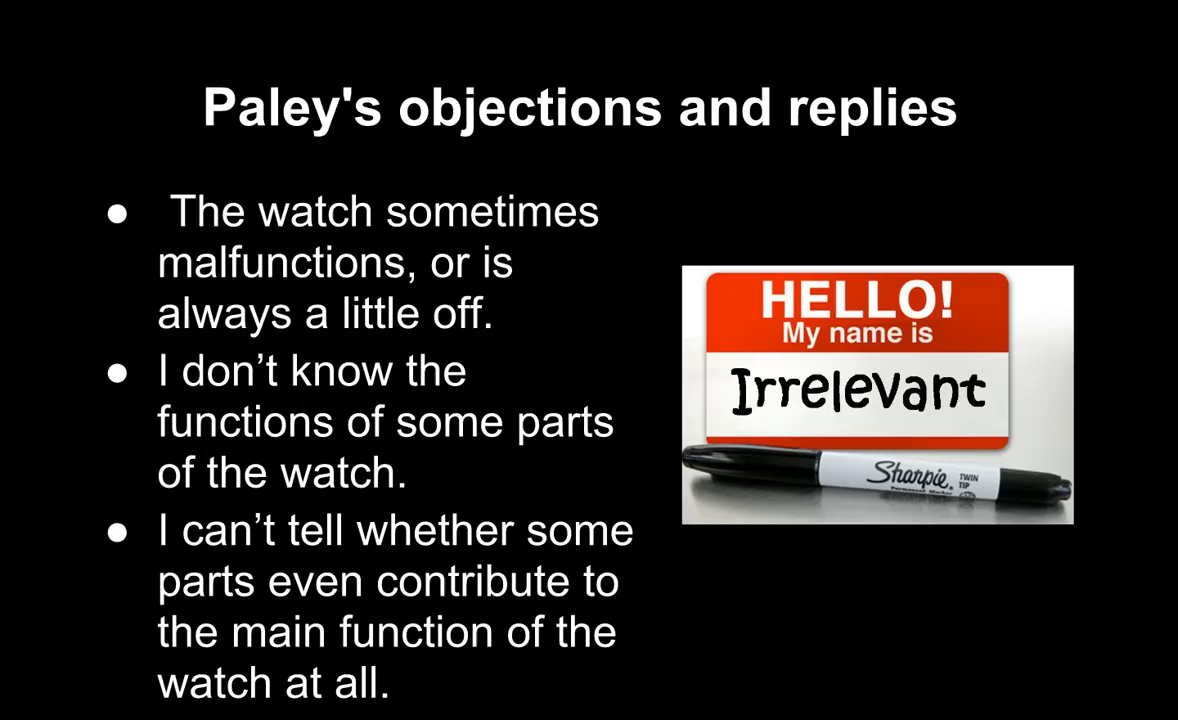 Paley's objections and replies
● The watch sometimes
malfunctions, or is
always a little off.
● I don’t know the
functions of some parts
of the watch.
● I can’t tell whether some
parts even contribute to
the main function of the
watch at all.
HELLO!
My name is
Irrelevant
Sharpie.
TWIN
TIP
Permanent Marker